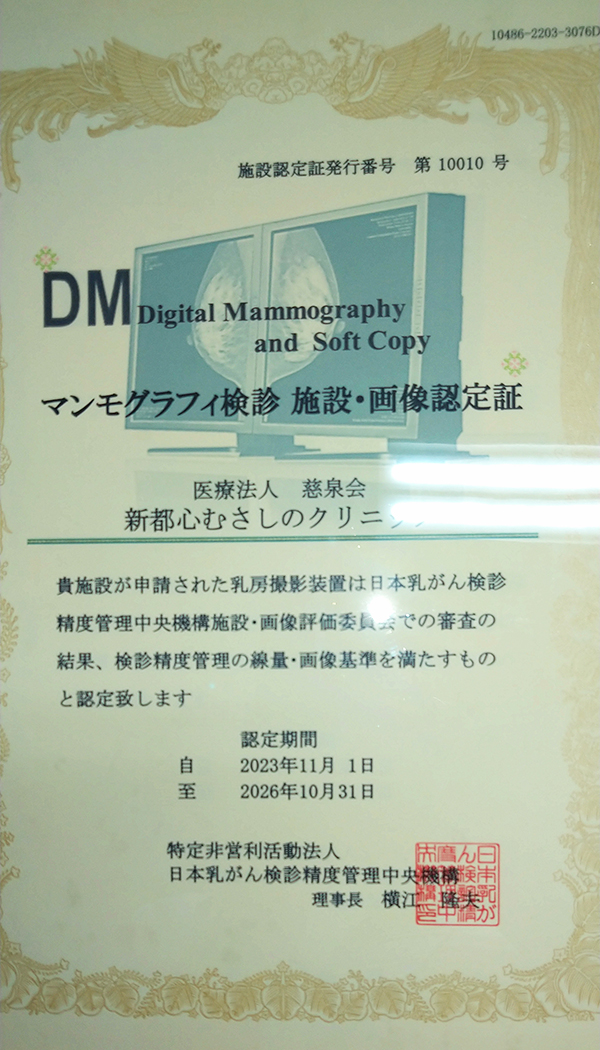 10486-2203-3076D
施設認定証発行番号 第 10010 号
DM Digital Mammography
and Soft Copy
マンモグラフィ検診 施設・画像認定証
医療法人 慈泉会
新都心むさしのクリニック
貴施設が申請された乳房撮影装置は日本乳がん検診
精度管理中央機構施設・画像評価委員会での審査の
結果、検診精度管理の線量・画像基準を満たすもの
と認定致します
認定期間
自 2023年11月 1日
至 2026年10月31日
特定非営利活動法人
日本乳がん検診精度管理中央機構
理事長 横江 隆夫